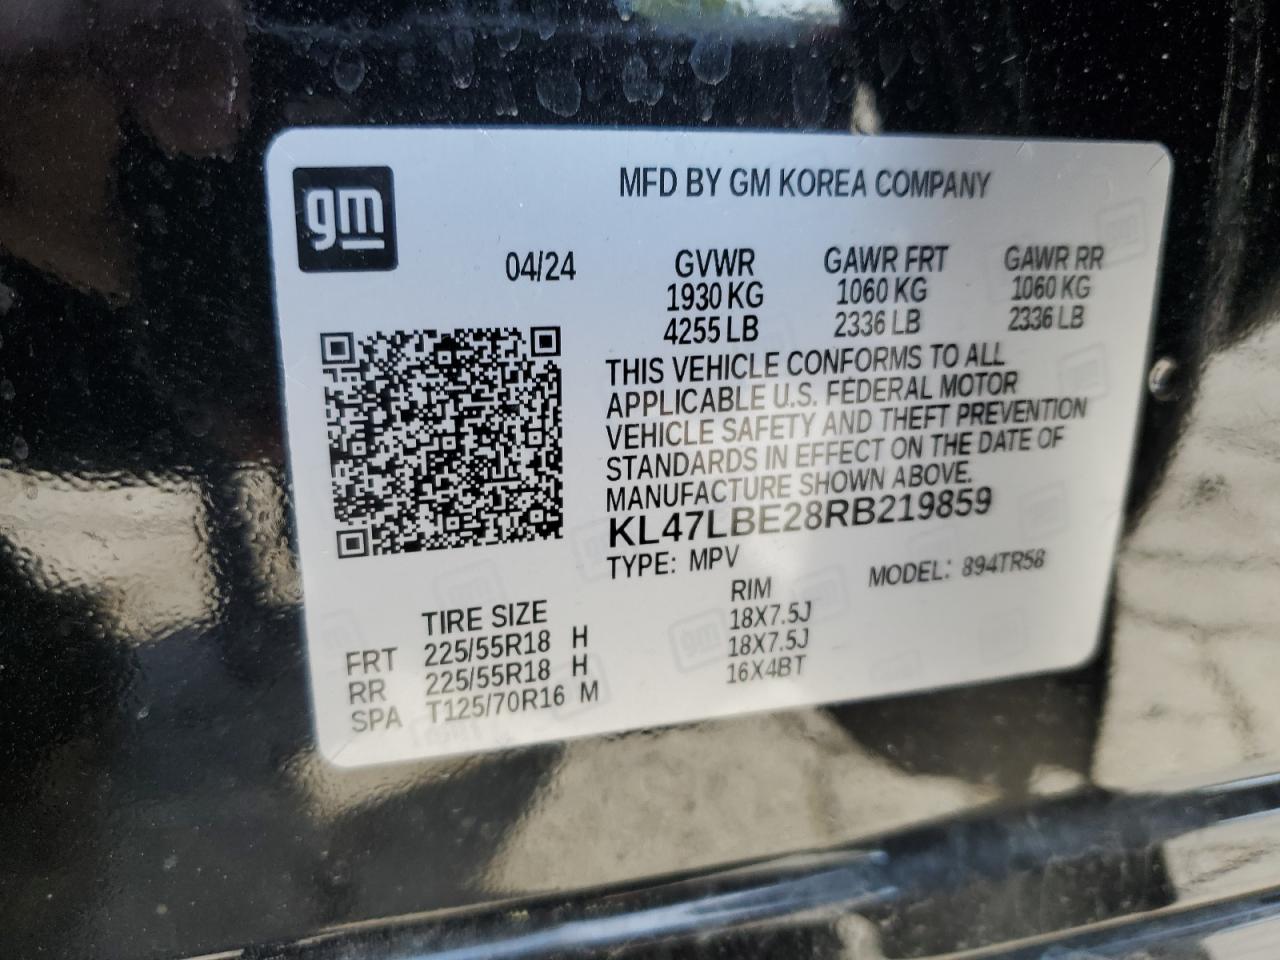 gm
MFD BY GM KOREA COMPANY
04/24
GVWR GAWR FRT GAWR RR
1930 KG 1060 KG 1060 KG
4255 LB 2336 LB 2336 LB
THIS VEHICLE CONFORMS TO ALL
APPLICABLE U.S. FEDERAL MOTOR
VEHICLE SAFETY AND THEFT PREVENTION
STANDARDS IN EFFECT ON THE DATE OF
MANUFACTURE SHOWN ABOVE.
KL47LBE28RB219859
TYPE: MPV MODEL: 894TR58
TIRE SIZE RIM
FRT 225/55R18 H 18X7.5J
RR 225/55R18 H 18X7.5J
SPA T125/70R16 M 16X4BT